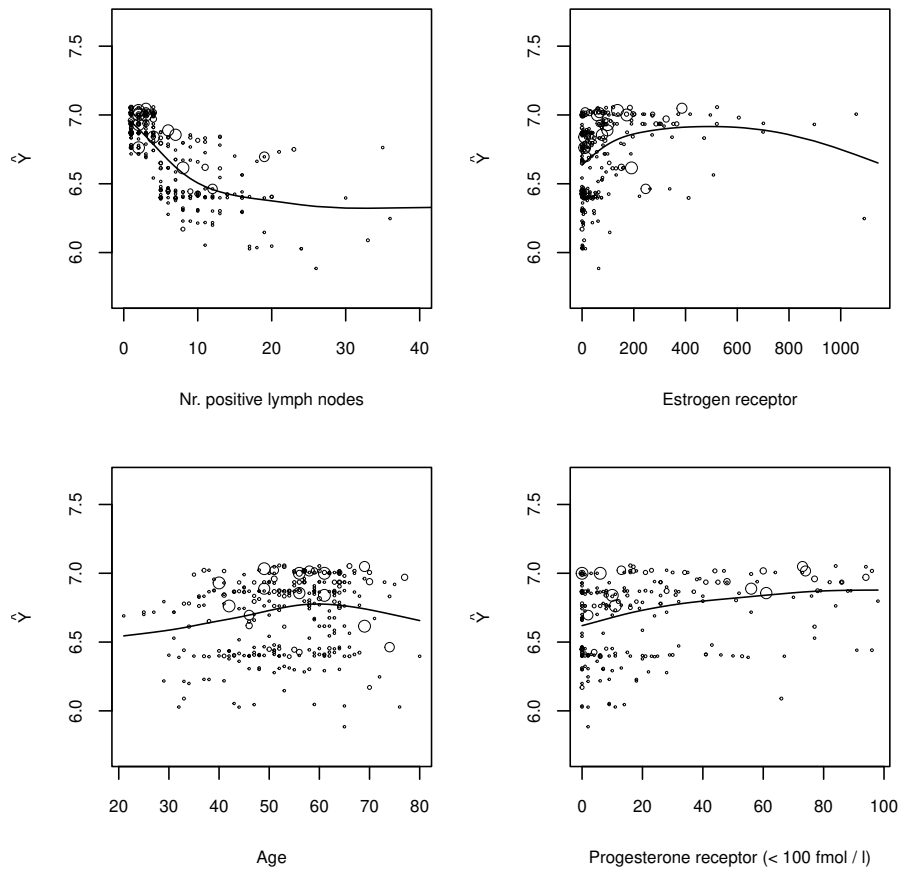 7.5
7.0
6.5
6.0
Ŷ
0 10 20 30 40
Nr. positive lymph nodes
7.5
7.0
6.5
6.0
Ŷ
0 200 400 600 800 1000
Estrogen receptor
7.5
7.0
6.5
6.0
Ŷ
20 30 40 50 60 70 80
Age
7.5
7.0
6.5
6.0
Ŷ
0 20 40 60 80 100
Progesterone receptor (< 100 fmol / l)